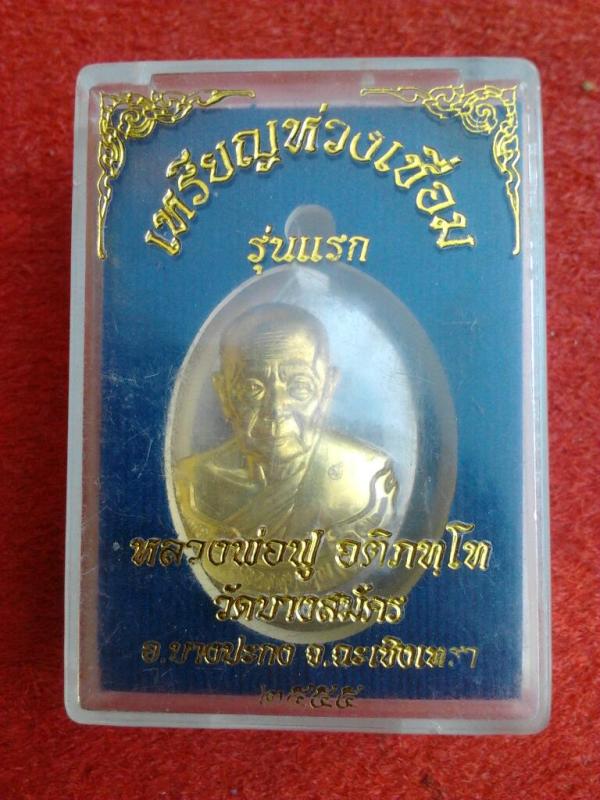 เหรียญห่วงเชื่อม
รุ่นแรก
หลวงพ่อฟู อติภทฺโท
วัดบางสมัคร
อ.บางปะกง จ.ฉะเชิงเทรา
๒๕๕๕